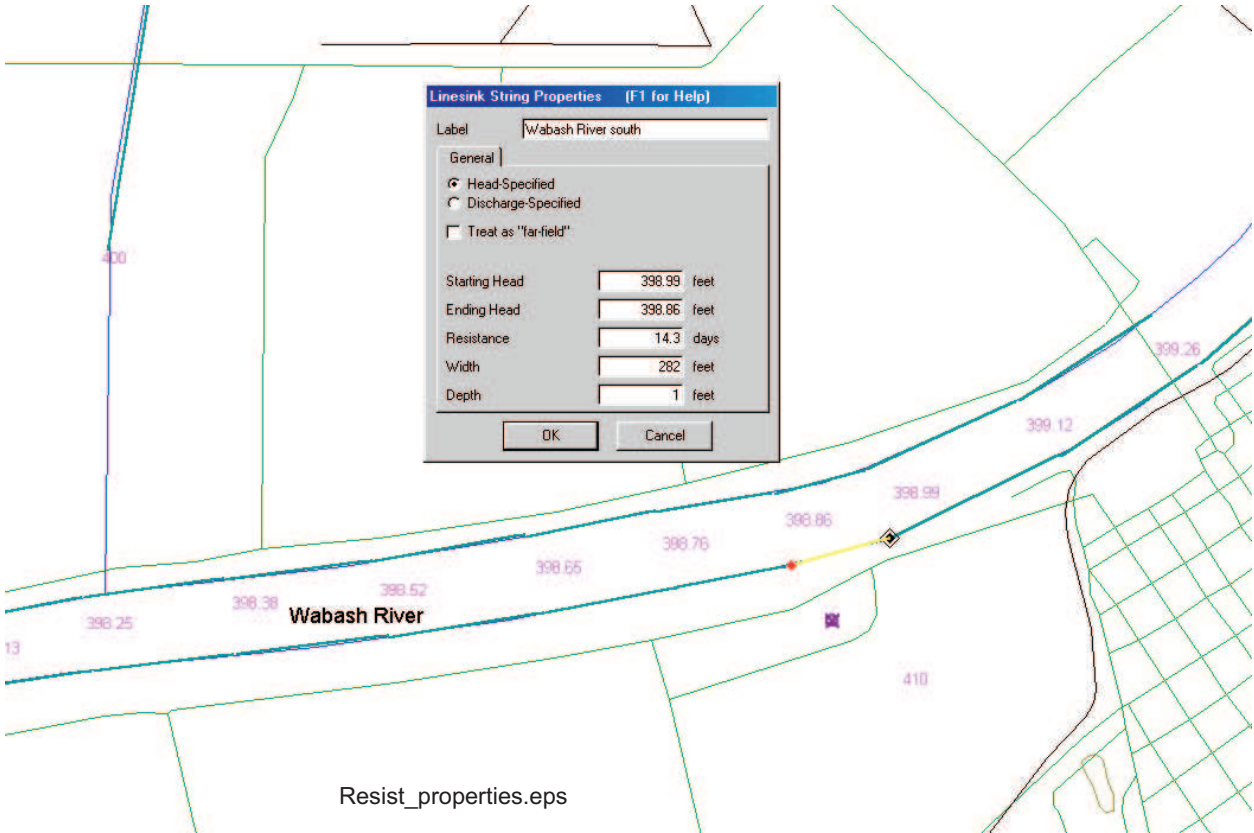 Linesink String Properties (F1 for Help)
Label Wabash River south
General
Head-Specified
Discharge-Specified
Treat as "far-field"
Starting Head 398.99 feet
Ending Head 398.86 feet
Resistance 14.3 days
Width 282 feet
Depth 1 feet
OK Cancel
400
399.26
399.12
398.99
398.86
398.76
398.65
398.52
398.38
Wabash River
398.25
13
410
Resist_properties.eps